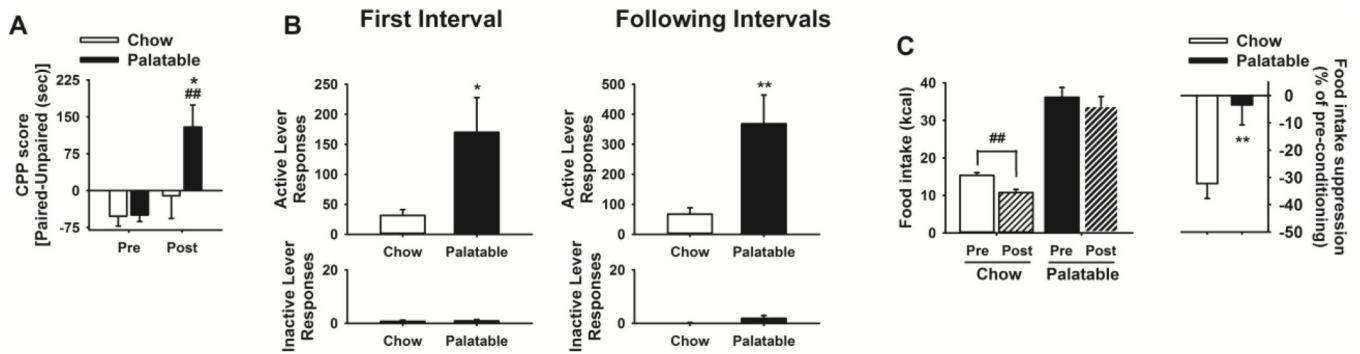 A
Chow
Palatable
CPP score
[Paired-Unpaired (sec)]
225
150
75
0
-75
*
##
Pre
Post
B
First Interval
Active Lever
Responses
250
200
150
100
50
0
*
Chow
Palatable
Inactive Lever
Responses
20
0
Chow
Palatable
Following Intervals
Active Lever
Responses
500
400
300
200
100
0
**
Chow
Palatable
Inactive Lever
Responses
20
0
Chow
Palatable
C
Food intake (kcal)
40
30
20
10
0
##
Pre
Post
Pre
Post
Chow
Palatable
Chow
Palatable
0
-10
-20
-30
-40
-50
**
Food intake suppression
(% of pre-conditioning)